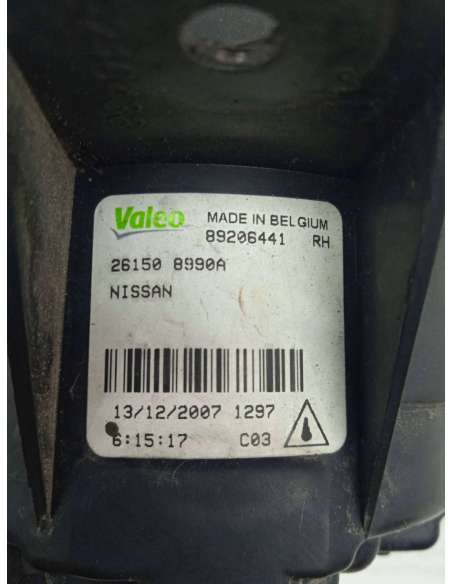 Valeo MADE IN BELGIUM
89206441 RH
26150 8990A
NISSAN
13/12/2007 1297
6:15:17 C03